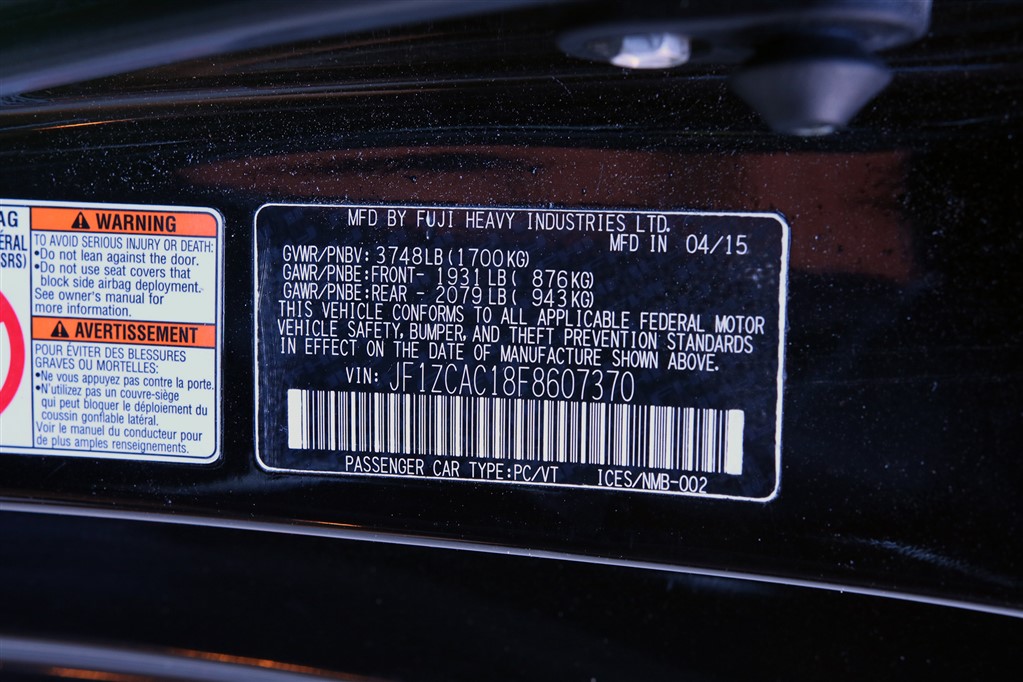 AG
ÉRAL
SRS)
WARNING
TO AVOID SERIOUS INJURY OR DEATH:
•Do not lean against the door.
•Do not use seat covers that
block side airbag deployment.
See owner's manual for
more information.
AVERTISSEMENT
POUR ÉVITER DES BLESSURES
GRAVES OU MORTELLES:
•Ne vous appuyez pas contre la porte.
•N'utilizes pas un couvre-siège
qui peut bloquer le déploiement du
coussin gonflable latéral.
Voir le manuel du conducteur pour
de plus amples renseignements.
MFD BY FUJI HEAVY INDUSTRIES LTD.
MFD IN 04/15
GVWR/PNBV: 3748LB(1700KG)
GAWR/PNBE:FRONT- 1931LB( 876KG)
GAWR/PNBE:REAR - 2079LB( 943KG)
THIS VEHICLE CONFORMS TO ALL APPLICABLE FEDERAL MOTOR
VEHICLE SAFETY, BUMPER, AND THEFT PREVENTION STANDARDS
IN EFFECT ON THE DATE OF MANUFACTURE SHOWN ABOVE.
VIN: JF1ZCAC18F8607370
PASSENGER CAR TYPE:PC/VT ICES/NMB-002